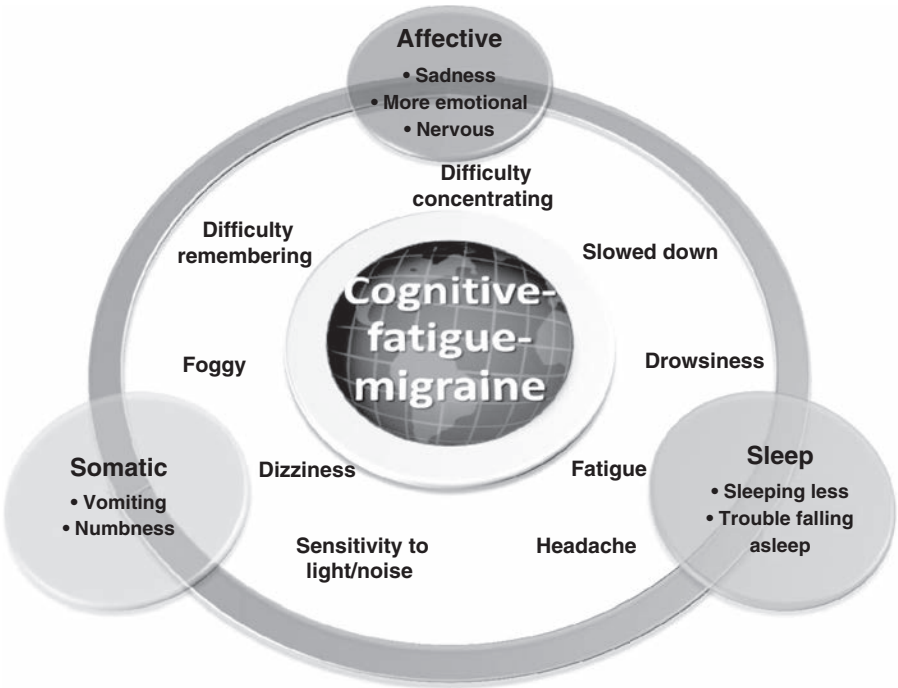 Affective
• Sadness
• More emotional
• Nervous
Difficulty
concentrating
Difficulty
remembering
Slowed down
Cognitive-
fatigue-
migraine
Foggy
Drowsiness
Somatic
• Vomiting
• Numbness
Dizziness
Fatigue
Sleep
• Sleeping less
• Trouble falling
asleep
Sensitivity to
light/noise
Headache